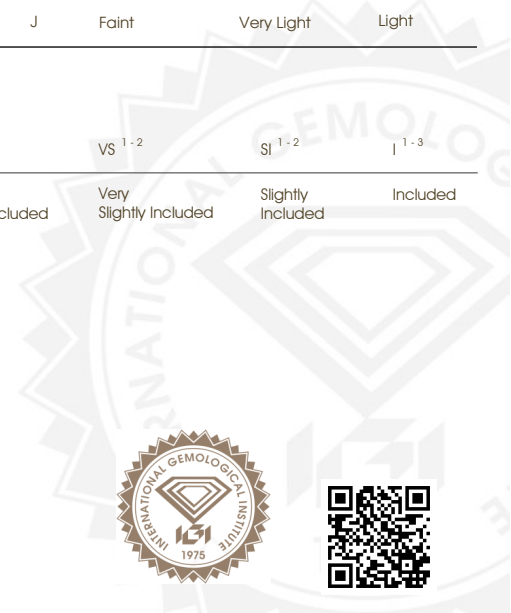 J Faint Very Light Light
VS 1 - 2 SI 1 - 2 I 1 - 3
Very Slightly Included
cluded Slightly Included Included
INTERNATIONAL GEMOLOGICAL INSTITUTE
IGI
1975